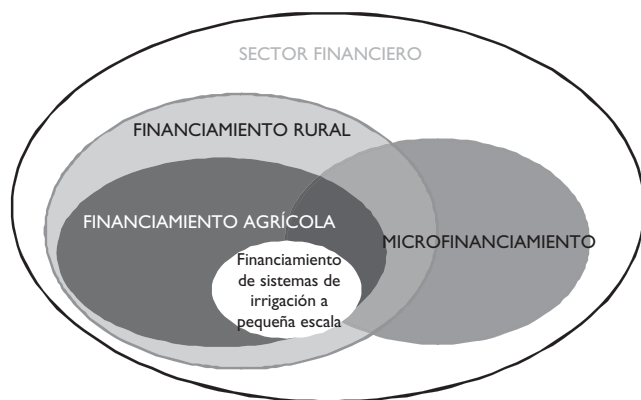 SECTOR FINANCIERO
FINANCIAMIENTO RURAL
FINANCIAMIENTO AGRÍCOLA
MICROFINANCIAMIENTO
Financiamiento
de sistemas de
irrigación a
pequeña escala